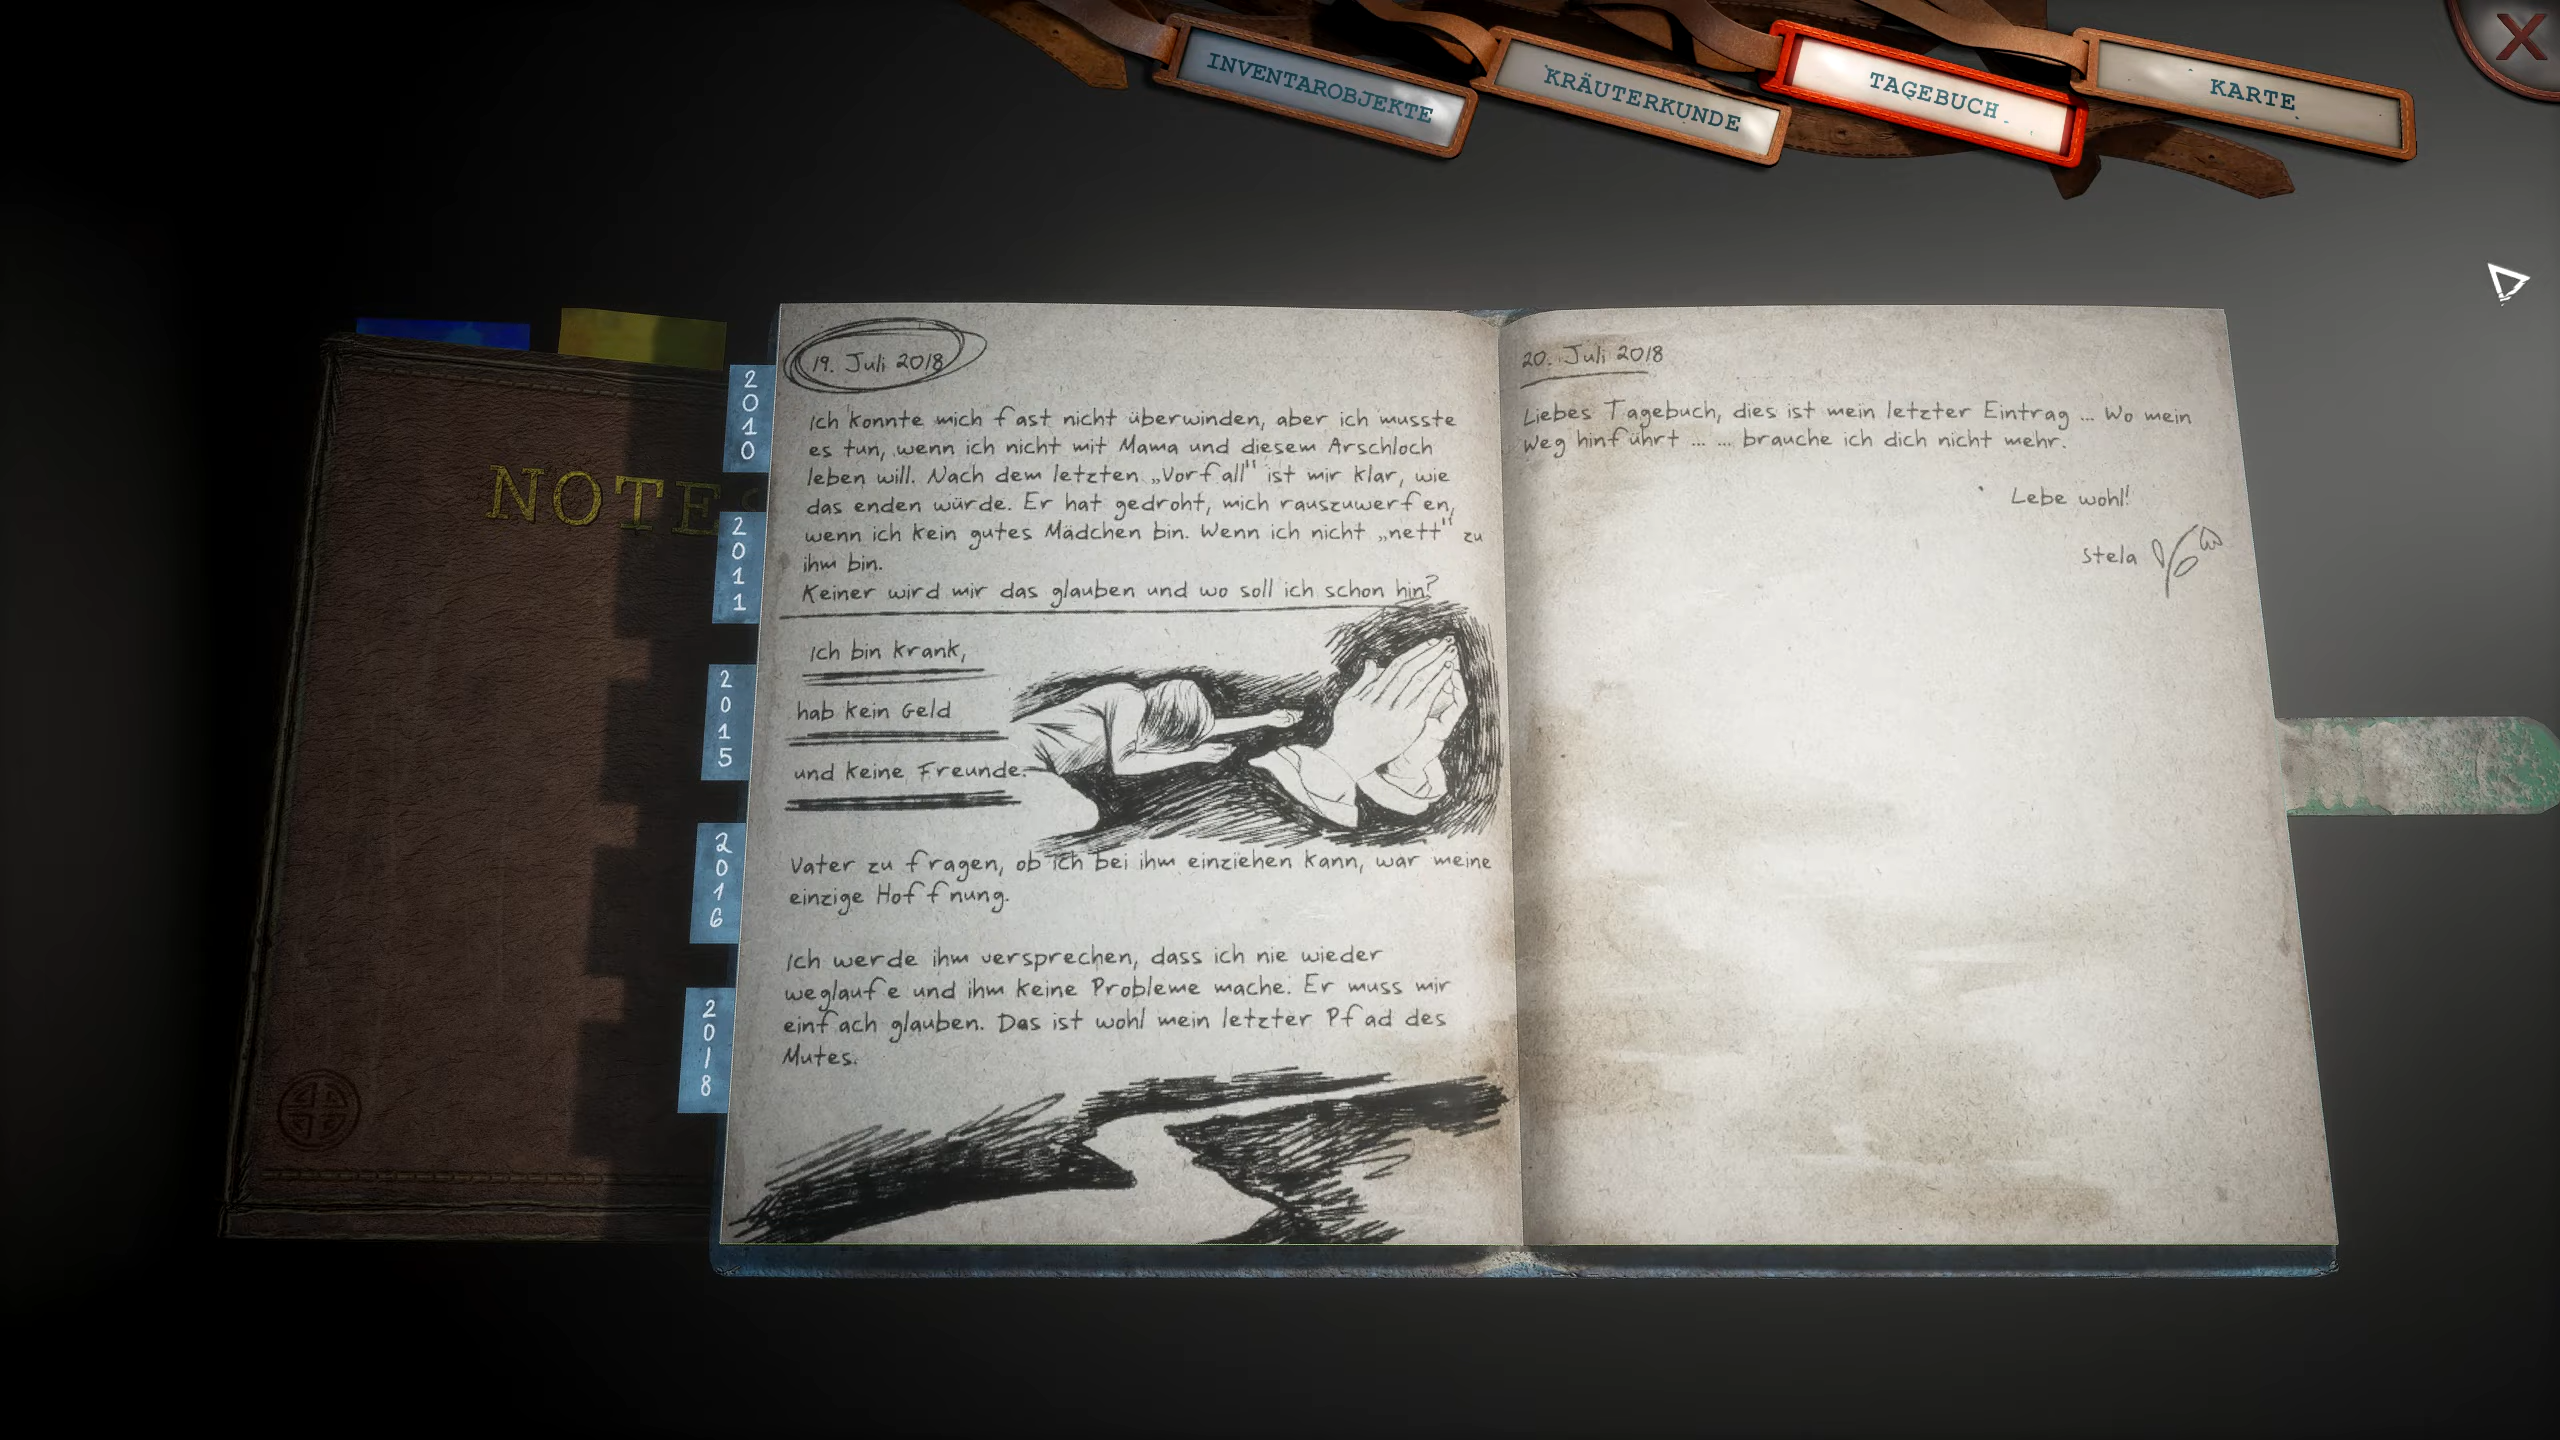 INVENTAROBJEKTE
KRÄUTERKUNDE
TAGEBUCH
KARTE
X
NOTE
2010
2011
2015
2016
2018
19. Juli 2018
Ich konnte mich fast nicht überwinden, aber ich musste
es tun, wenn ich nicht mit Mama und diesem Arschloch
leben will. Nach dem letzten „Vorfall" ist mir klar, wie
das enden würde. Er hat gedroht, mich rauszuwerfen,
wenn ich kein gutes Mädchen bin. Wenn ich nicht „nett" zu
ihm bin.
Keiner wird mir das glauben und wo soll ich schon hin?
Ich bin krank,
hab kein Geld
und keine Freunde.
Vater zu fragen, ob ich bei ihm einziehen kann, war meine
einzige Hoffnung.
Ich werde ihm versprechen, dass ich nie wieder
weglaufe und ihm keine Probleme mache. Er muss mir
einfach glauben. Das ist wohl mein letzter Pfad des
Mutes.
20. Juli 2018
Liebes Tagebuch, dies ist mein letzter Eintrag ... Wo mein
Weg hinführt ... ... brauche ich dich nicht mehr.
Lebe wohl!
Stela